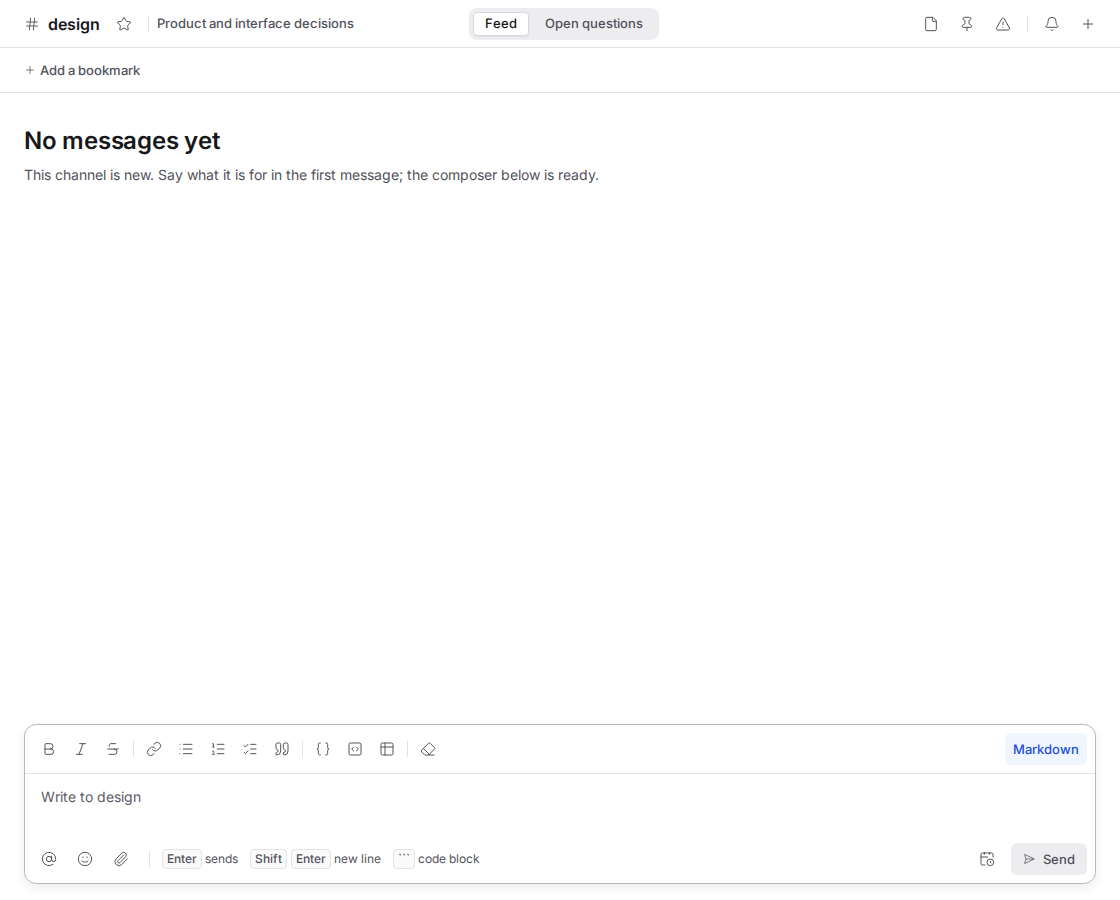 # design
Product and interface decisions
Feed
Open questions
+ Add a bookmark
No messages yet
This channel is new. Say what it is for in the first message; the composer below is ready.
Markdown
Write to design
Enter sends Shift Enter new line ``` code block
Send